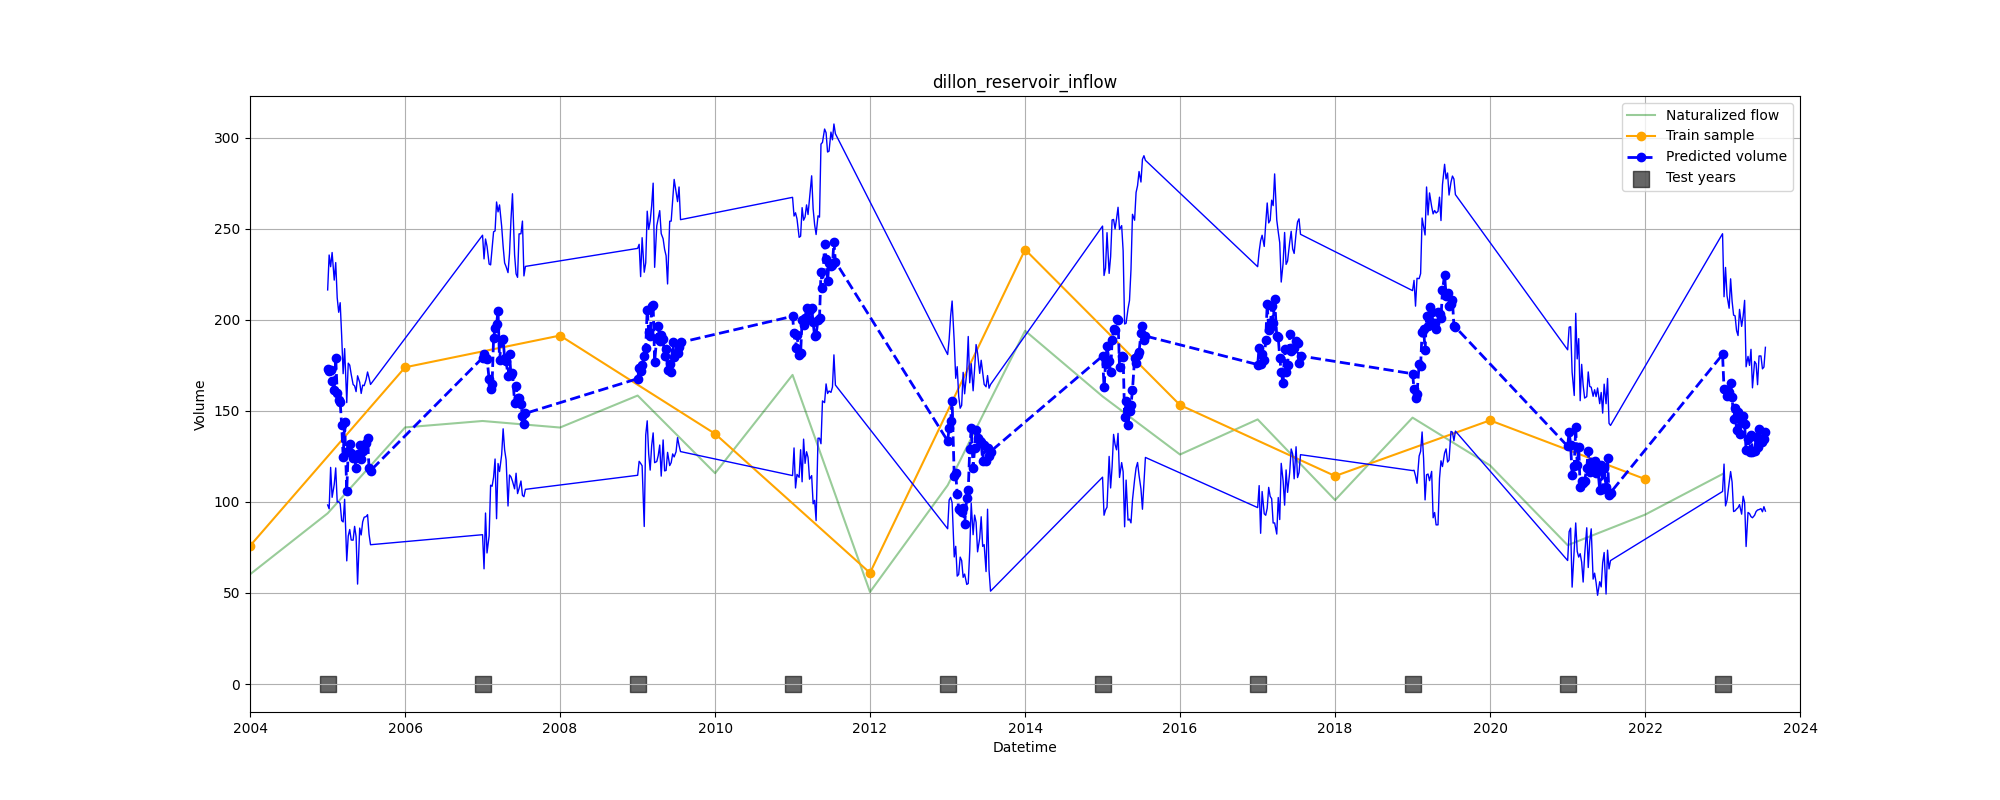 dillon_reservoir_inflow
Naturalized flow
Train sample
Predicted volume
Test years
300
250
200
150
100
50
0
Volume
2004 2006 2008 2010 2012 2014 2016 2018 2020 2022 2024
Datetime